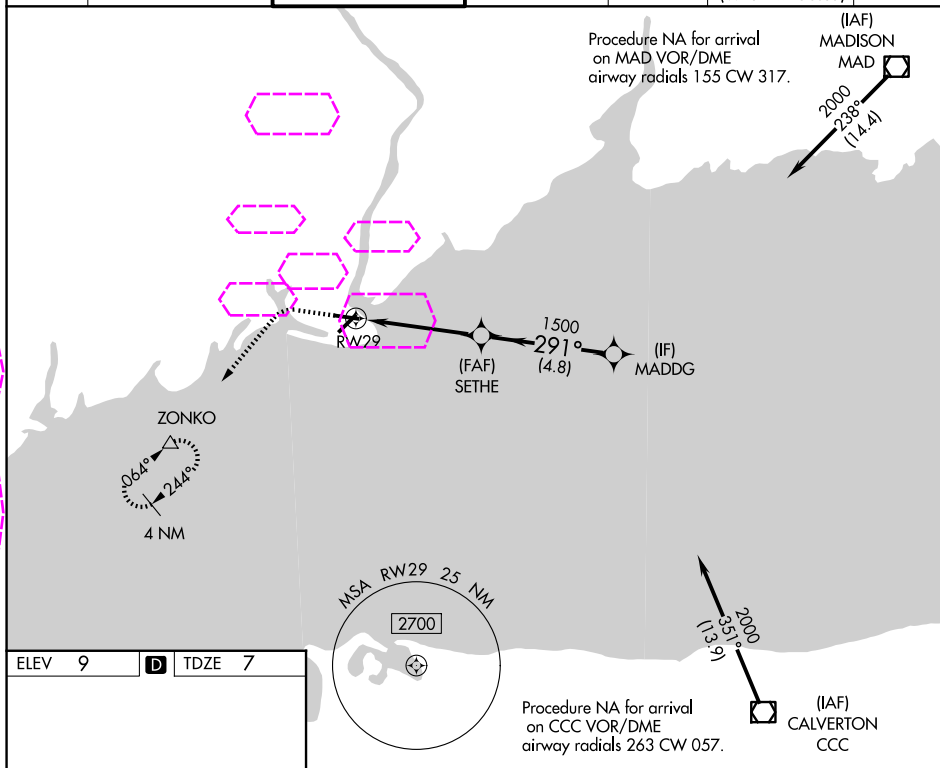 Procedure NA for arrival
on MAD VOR/DME
airway radials 155 CW 317.
(IAF)
MADISON
MAD
2000
238°
(14.4)
RW29
(FAF)
SETHE
1500
291°
(4.8)
(IF)
MADDG
ZONKO
064°
244°
4 NM
MSA RW29 25 NM
2700
2000
351°
(13.9)
ELEV 9
D
TDZE 7
Procedure NA for arrival
on CCC VOR/DME
airway radials 263 CW 057.
(IAF)
CALVERTON
CCC